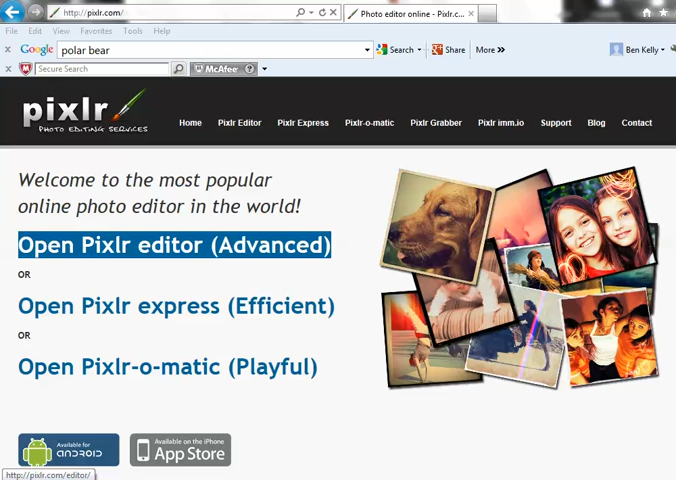 http://pixlr.com/
Photo editor online - Pixlr.c...
File Edit View Favorites Tools Help
Google polar bear Search Share More Ben Kelly
Secure Search McAfee
pixlr
PHOTO EDITING SERVICES
Home Pixlr Editor Pixlr Express Pixlr-o-matic Pixlr Grabber Pixlr imm.io Support Blog Contact
Welcome to the most popular
online photo editor in the world!
Open Pixlr editor (Advanced)
OR
Open Pixlr express (Efficient)
OR
Open Pixlr-o-matic (Playful)
Available for
ANDROID
Available on the iPhone
App Store
http://pixlr.com/editor/